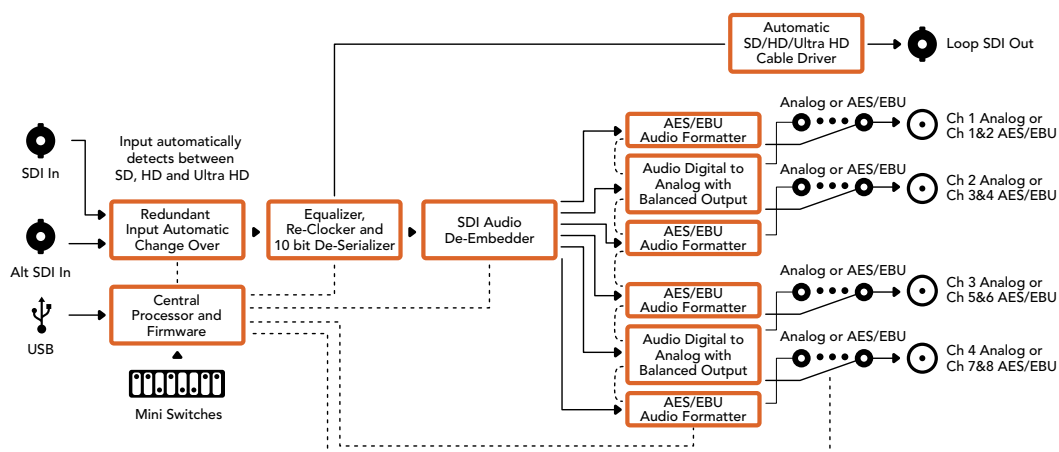 Automatic
SD/HD/Ultra HD
Cable Driver
Loop SDI Out
SDI In
Input automatically
detects between
SD, HD and Ultra HD
Alt SDI In
Redundant
Input Automatic
Change Over
Equalizer,
Re-Clocker and
10 bit De-Serializer
SDI Audio
De-Embedder
USB
Central
Processor and
Firmware
Mini Switches
AES/EBU
Audio Formatter
Audio Digital to
Analog with
Balanced Output
AES/EBU
Audio Formatter
AES/EBU
Audio Formatter
Audio Digital to
Analog with
Balanced Output
AES/EBU
Audio Formatter
Analog or AES/EBU
Ch 1 Analog or
Ch 1&2 AES/EBU
Analog or AES/EBU
Ch 2 Analog or
Ch 3&4 AES/EBU
Analog or AES/EBU
Ch 3 Analog or
Ch 5&6 AES/EBU
Analog or AES/EBU
Ch 4 Analog or
Ch 7&8 AES/EBU